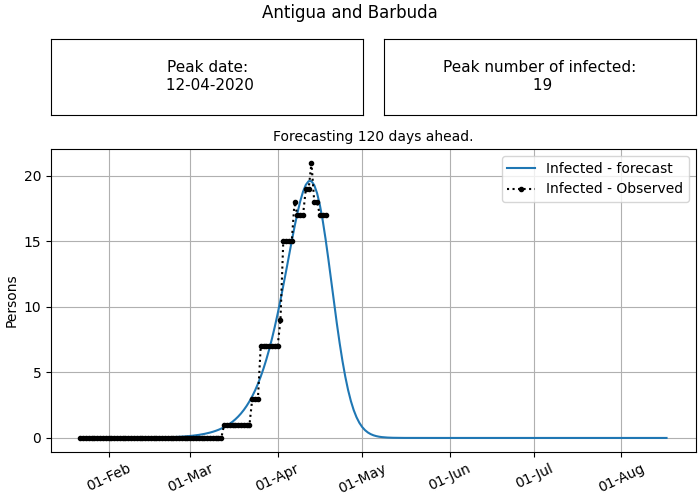 Antigua and Barbuda
Peak date:
12-04-2020
Peak number of infected:
19
Forecasting 120 days ahead.
Infected - forecast
Infected - Observed
Persons
20
15
10
5
0
01-Feb
01-Mar
01-Apr
01-May
01-Jun
01-Jul
01-Aug